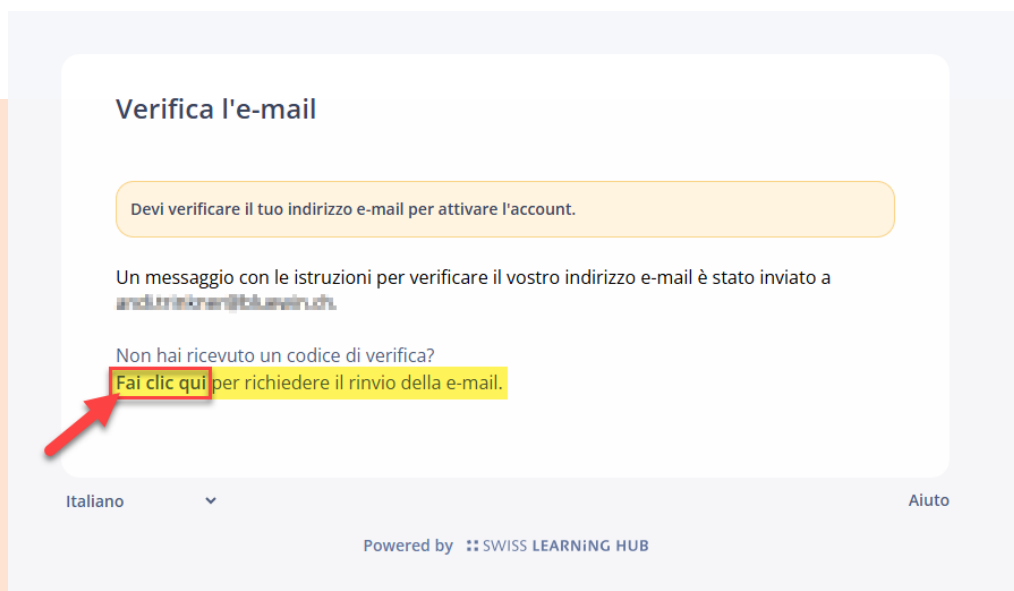 Verifica l'e-mail
Devi verificare il tuo indirizzo e-mail per attivare l'account.
Un messaggio con le istruzioni per verificare il vostro indirizzo e-mail è stato inviato a
Non hai ricevuto un codice di verifica?
Fai clic qui per richiedere il rinvio della e-mail.
Italiano
Aiuto
Powered by SWISS LEARNiNG HUB